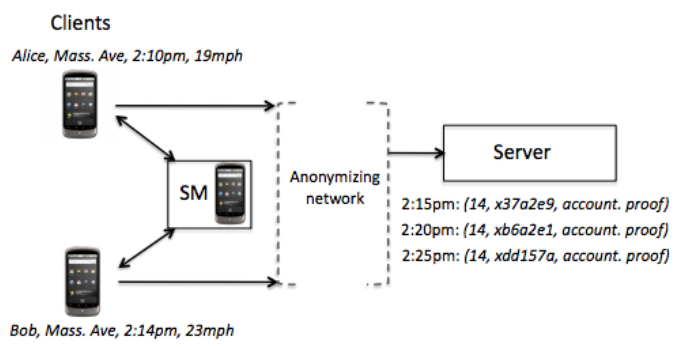 Clients
Alice, Mass. Ave, 2:10pm, 19mph
SM
Anonymizing
network
Server
2:15pm: (14, x37a2e9, account. proof)
2:20pm: (14, xb6a2e1, account. proof)
2:25pm: (14, xdd157a, account. proof)
Bob, Mass. Ave, 2:14pm, 23mph